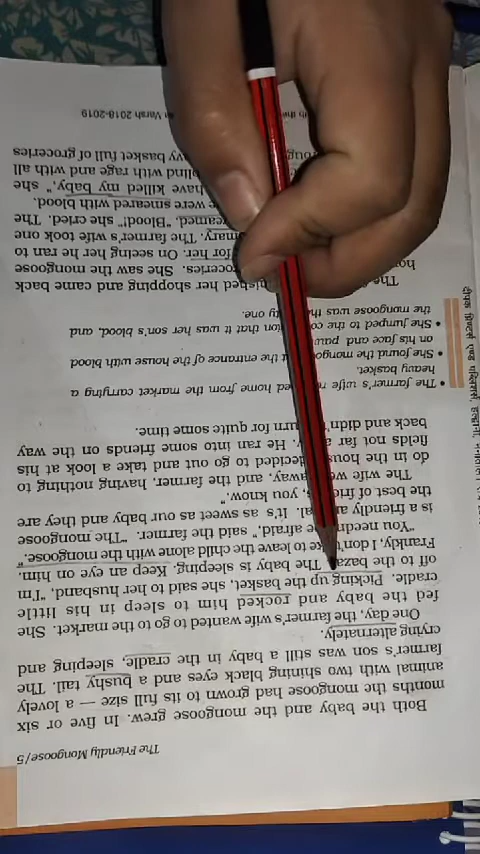 The Friendly Mongoose/5
Both the baby and the mongoose grew. In five or six
months the mongoose had grown to its full size — a lovely
animal with two shining black eyes and a bushy tail. The
farmer's son was still a baby in the cradle, sleeping and
crying alternately.
One day, the farmer's wife wanted to go to the market. She
fed the baby and rocked him to sleep in his little
cradle. Picking up the basket, she said to her husband, "I'm
off to the bazaar. The baby is sleeping. Keep an eye on him.
Frankly, I don't like to leave the child alone with the mongoose."
"You needn't be afraid," said the farmer. "The mongoose
is a friendly animal. It's as sweet as our baby and they are
the best of friends, you know."
The wife went away, and the farmer, having nothing to
do in the house, decided to go out and take a look at his
fields not far away. He ran into some friends on the way
back and didn't return for quite some time.
• The farmer's wife returned home from the market carrying a
heavy basket.
• She found the mongoose at the entrance of the house with blood
on his face and paws.
• She jumped to the conclusion that it was her son's blood, and
the mongoose was the guilty one.
The finished her shopping and came back
groceries. She saw the mongoose
for her. On seeing her he ran to
The farmer's wife took one
screamed. "Blood!" she cried. The
were smeared with blood.
have killed my baby," she
blind with rage and with all
heavy basket full of groceries
Varsh 2018-2019